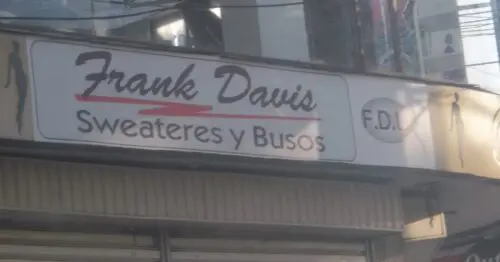 Frank Davis
Sweateres y Busos